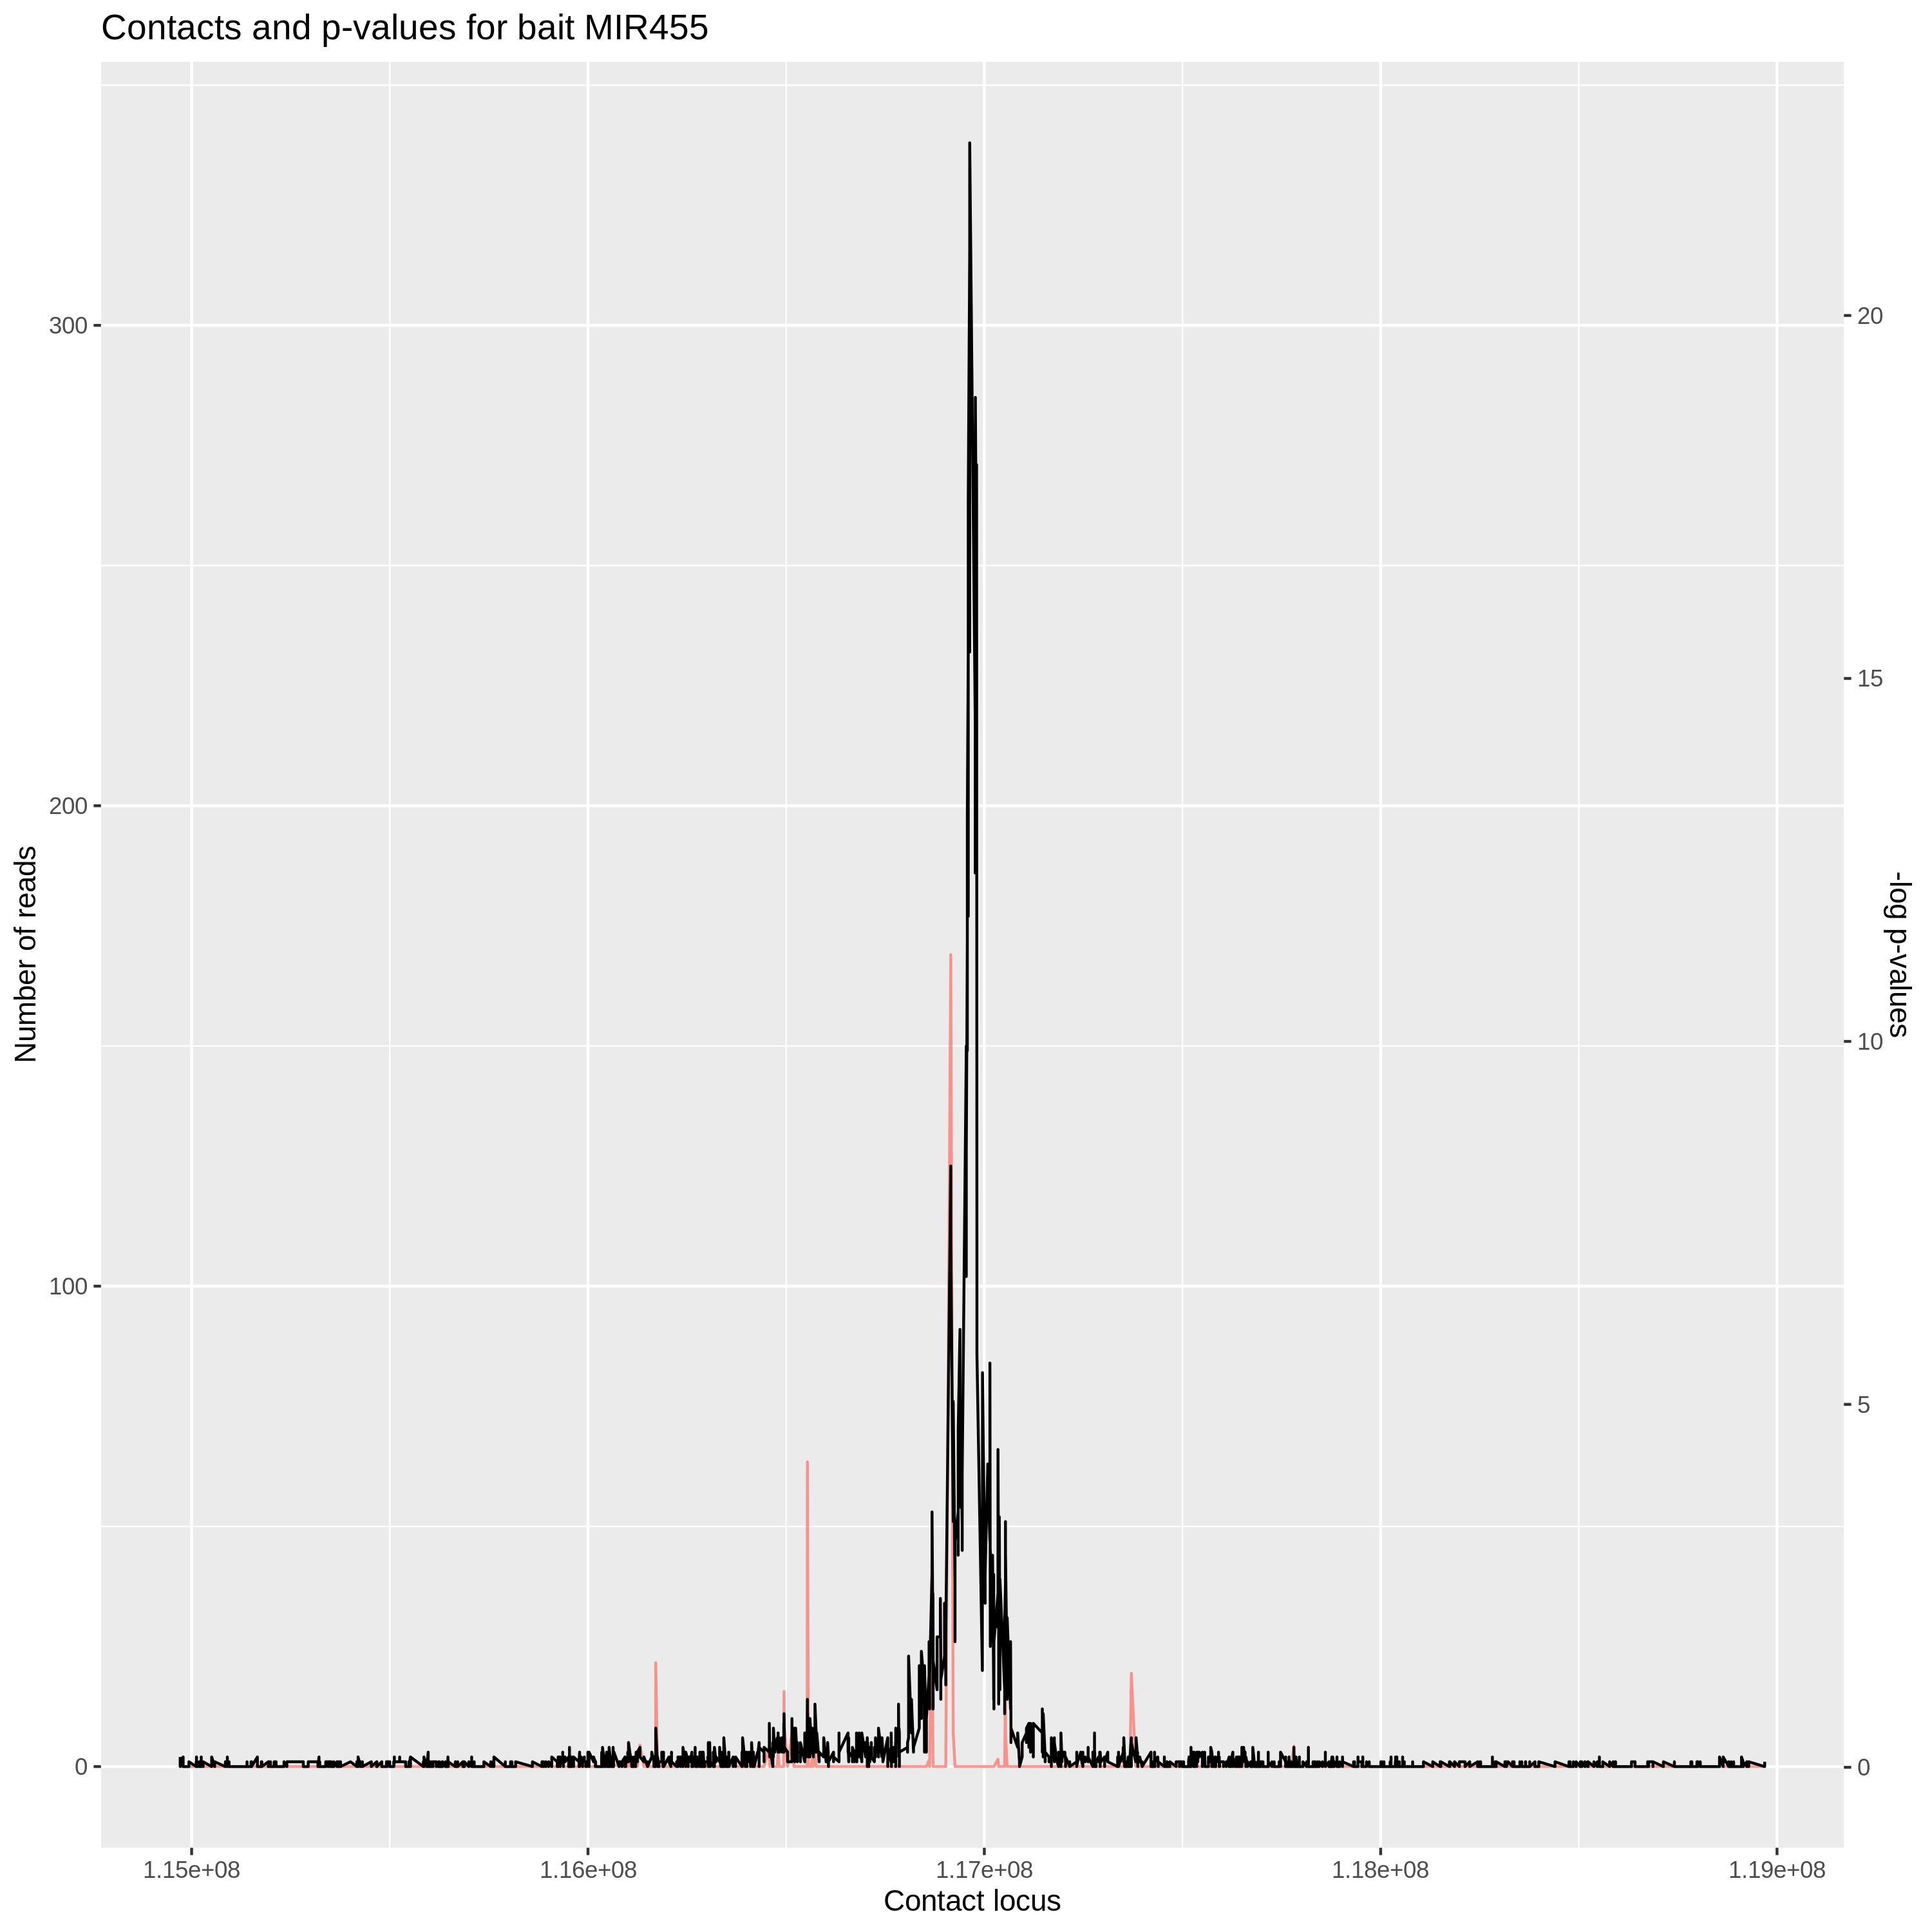 Contacts and p-values for bait MIR455
300
200
100
0
Number of reads
20
15
10
5
0
-log p-values
1.15e+08 1.16e+08 1.17e+08 1.18e+08 1.19e+08
Contact locus